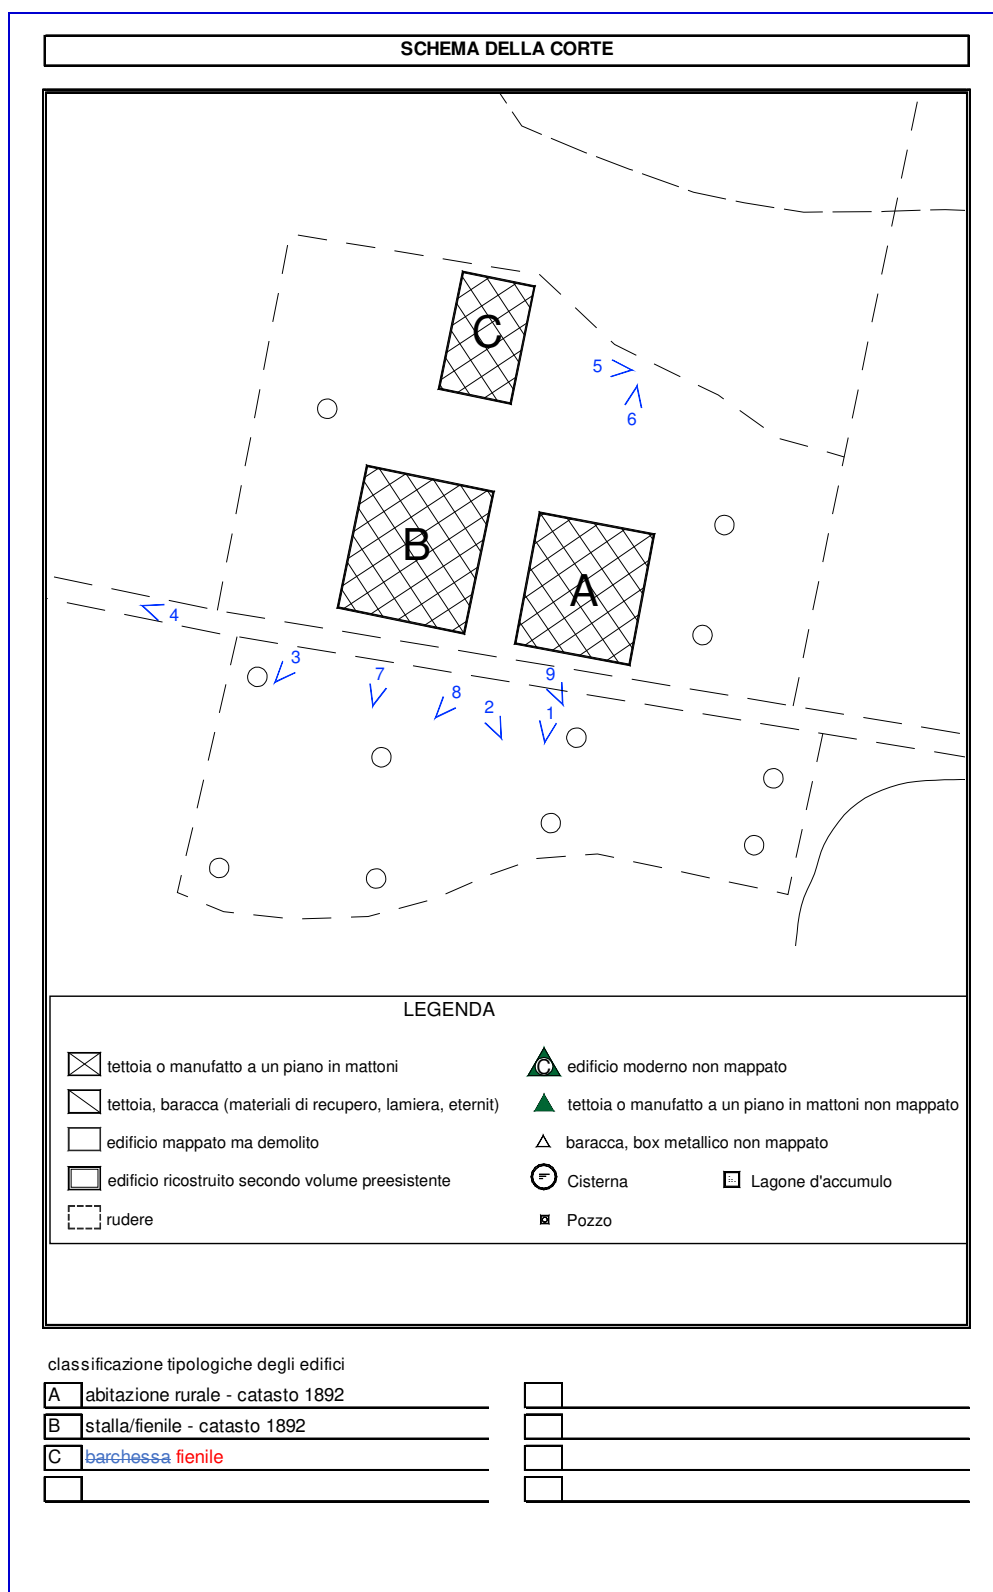 SCHEMA DELLA CORTE
C
5
6
B
A
4
3
7
8
2
9
1
LEGENDA
tettoia o manufatto a un piano in mattoni
C edificio moderno non mappato
tettoia, baracca (materiali di recupero, lamiera, eternit)
tettoia o manufatto a un piano in mattoni non mappato
edificio mappato ma demolito
baracca, box metallico non mappato
edificio ricostruito secondo volume preesistente
Cisterna
Lagone d'accumulo
rudere
Pozzo
classificazione tipologiche degli edifici
A abitazione rurale - catasto 1892
B stalla/fienile - catasto 1892
C barchessa fienile